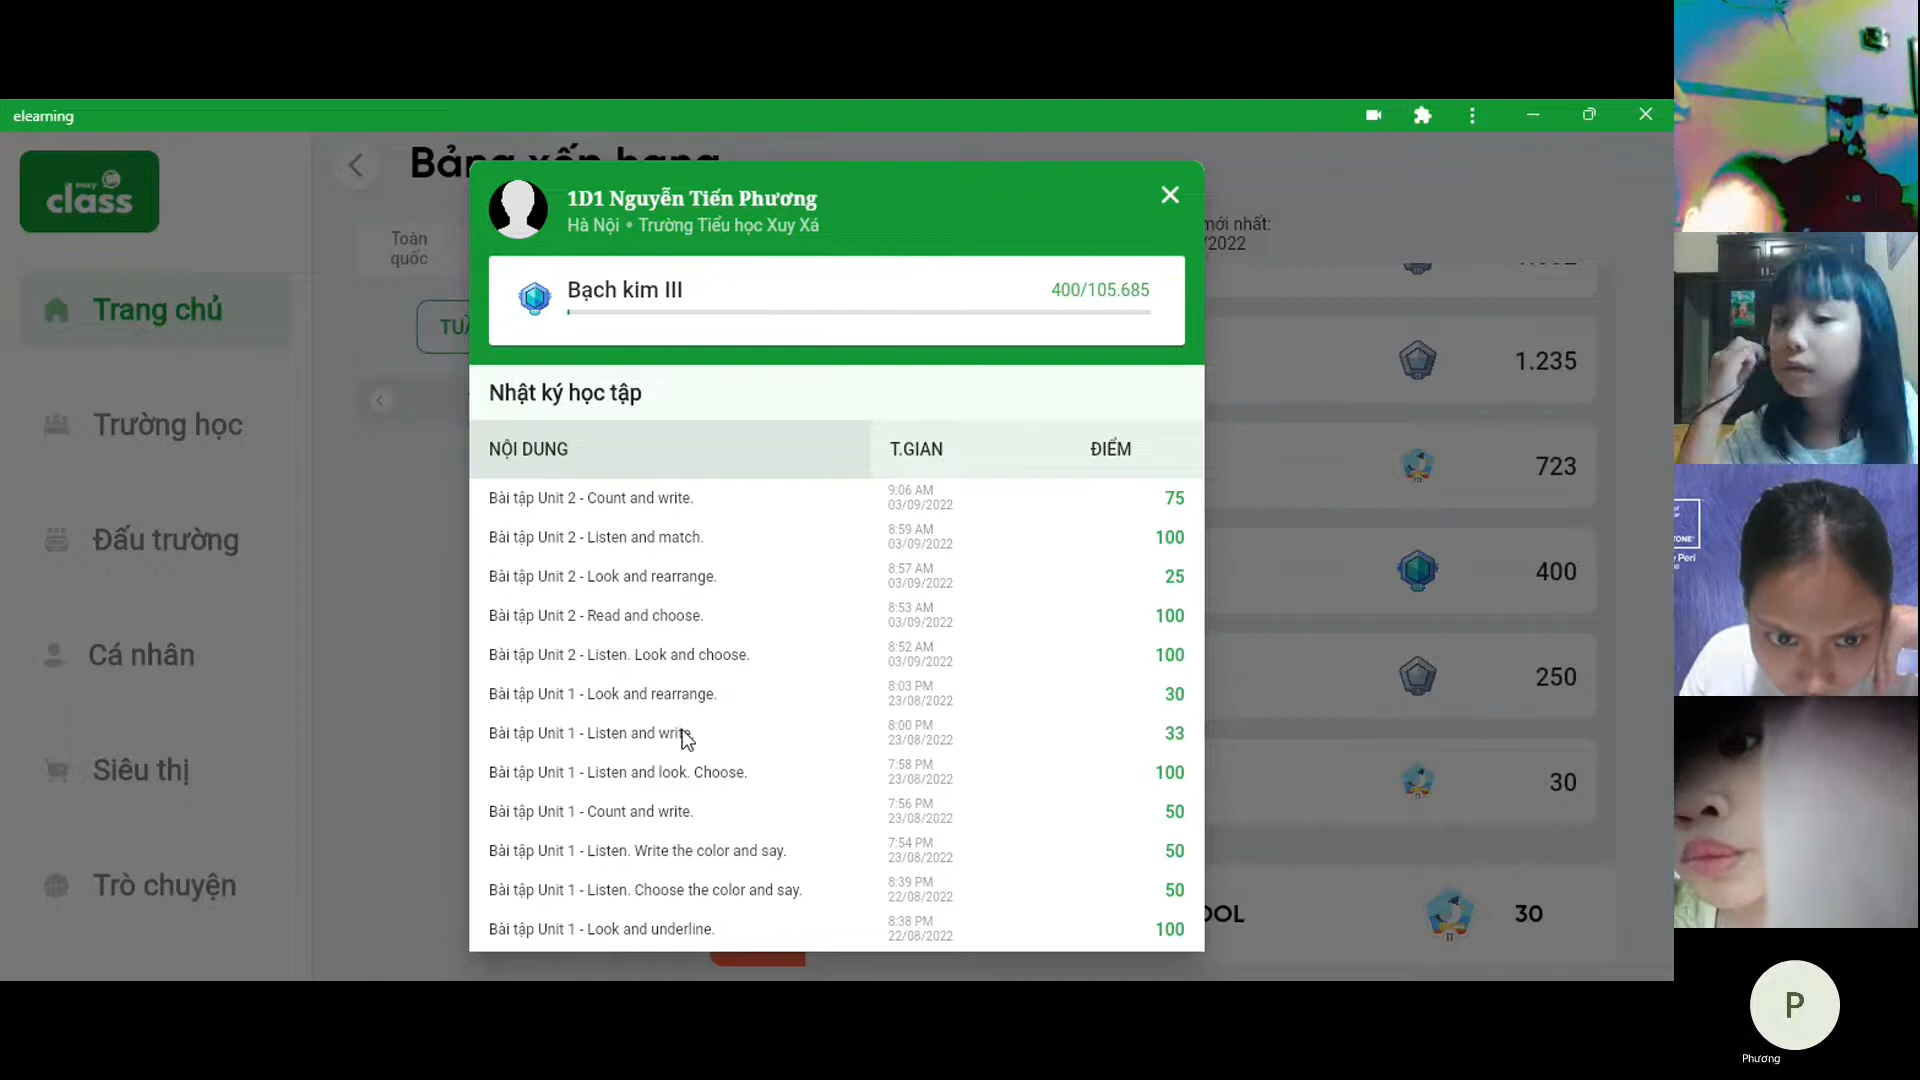 elearning
easy
class
Trang chủ
Trường học
Đấu trường
Cá nhân
Siêu thị
Trò chuyện
Bảng xếp hạng
Toàn
quốc
mới nhất:
/2022
1D1 Nguyễn Tiến Phương
Hà Nội • Trường Tiểu học Xuy Xá
Bạch kim III
400/105.685
Nhật ký học tập
NỘI DUNG T.GIAN ĐIỂM
Bài tập Unit 2 - Count and write. 9:06 AM 03/09/2022 75
Bài tập Unit 2 - Listen and match. 8:59 AM 03/09/2022 100
Bài tập Unit 2 - Look and rearrange. 8:57 AM 03/09/2022 25
Bài tập Unit 2 - Read and choose. 8:53 AM 03/09/2022 100
Bài tập Unit 2 - Listen. Look and choose. 8:52 AM 03/09/2022 100
Bài tập Unit 1 - Look and rearrange. 8:03 PM 23/08/2022 30
Bài tập Unit 1 - Listen and write. 8:00 PM 23/08/2022 33
Bài tập Unit 1 - Listen and look. Choose. 7:58 PM 23/08/2022 100
Bài tập Unit 1 - Count and write. 7:56 PM 23/08/2022 50
Bài tập Unit 1 - Listen. Write the color and say. 7:54 PM 23/08/2022 50
Bài tập Unit 1 - Listen. Choose the color and say. 8:39 PM 22/08/2022 50
Bài tập Unit 1 - Look and underline. 8:38 PM 22/08/2022 100
1.235
723
400
250
30
OOL
30
P
Phương